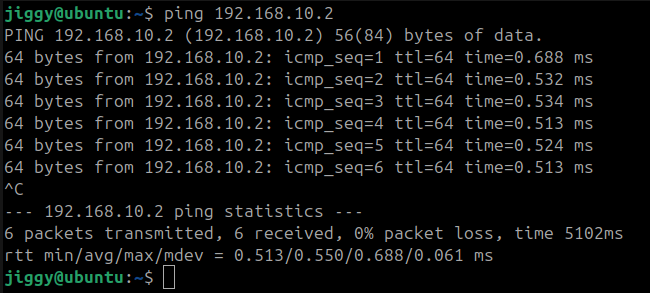 jiggy@ubuntu:~$ ping 192.168.10.2
PING 192.168.10.2 (192.168.10.2) 56(84) bytes of data.
64 bytes from 192.168.10.2: icmp_seq=1 ttl=64 time=0.688 ms
64 bytes from 192.168.10.2: icmp_seq=2 ttl=64 time=0.532 ms
64 bytes from 192.168.10.2: icmp_seq=3 ttl=64 time=0.534 ms
64 bytes from 192.168.10.2: icmp_seq=4 ttl=64 time=0.513 ms
64 bytes from 192.168.10.2: icmp_seq=5 ttl=64 time=0.524 ms
64 bytes from 192.168.10.2: icmp_seq=6 ttl=64 time=0.513 ms
^C
--- 192.168.10.2 ping statistics ---
6 packets transmitted, 6 received, 0% packet loss, time 5102ms
rtt min/avg/max/mdev = 0.513/0.550/0.688/0.061 ms
jiggy@ubuntu:~$